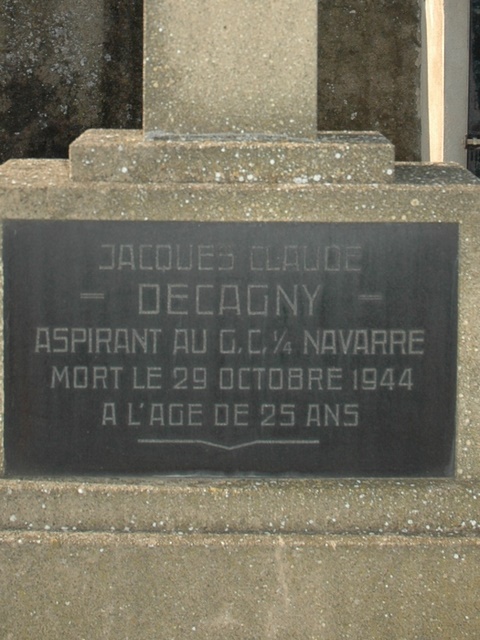 JACQUES CLAUDE
DECAGNY
ASPIRANT AU G.C. 1/4 NAVARRE
MORT LE 29 OCTOBRE 1944
A L'AGE DE 25 ANS